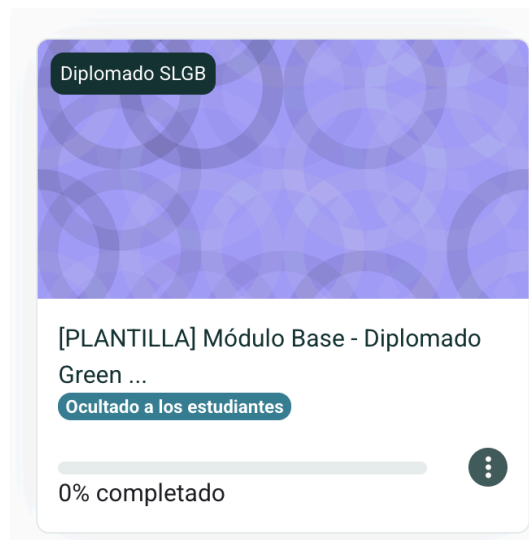 Diplomado SLGB
[PLANTILLA] Módulo Base - Diplomado
Green ...
Ocultado a los estudiantes
0% completado